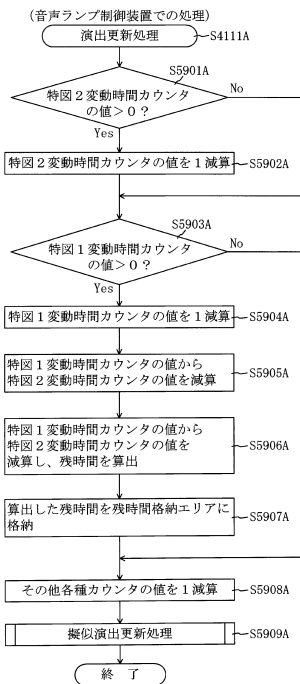 (音声ランプ制御装置での処理)
演出更新処理
S4111A
S5901A
特図2変動時間カウンタ
の値>0?
No
Yes
特図2変動時間カウンタの値を1減算
S5902A
S5903A
特図1変動時間カウンタ
の値>0?
No
Yes
特図1変動時間カウンタの値を1減算
S5904A
特図1変動時間カウンタの値から
特図2変動時間カウンタの値を減算
S5905A
特図1変動時間カウンタの値から
特図2変動時間カウンタの値を
減算し、残時間を算出
S5906A
算出した残時間を残時間格納エリアに
格納
S5907A
その他各種カウンタの値を1減算
S5908A
擬似演出更新処理
S5909A
終 了